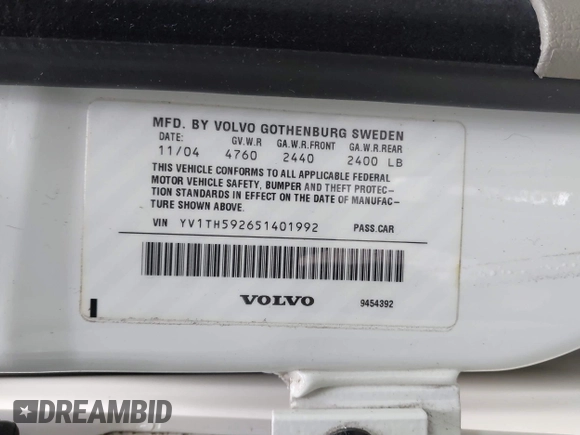 MFD. BY VOLVO GOTHENBURG SWEDEN
DATE: GV.W.R GA.W.R.FRONT GA.W.R.REAR
11/04 4760 2440 2400 LB
THIS VEHICLE CONFORMS TO ALL APPLICABLE FEDERAL
MOTOR VEHICLE SAFETY, BUMPER AND THEFT PROTEC-
TION STANDARDS IN EFFECT ON THE DATE OF MANUFAC-
TURE SHOWN ABOVE.
VIN YV1TH592651401992 PASS.CAR
VOLVO 9454392
DREAMBID